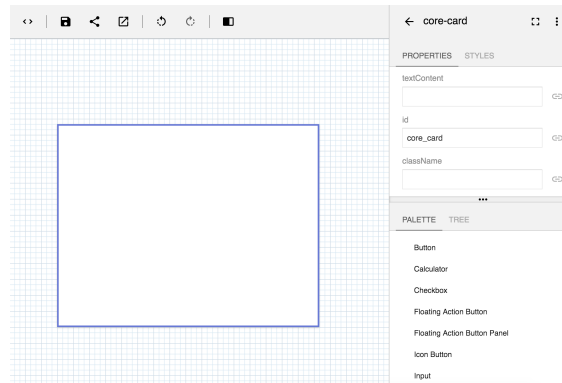 core-card
PROPERTIES STYLES
textContent
id
core_card
className
PALETTE TREE
Button
Calculator
Checkbox
Floating Action Button
Floating Action Button Panel
Icon Button
Input